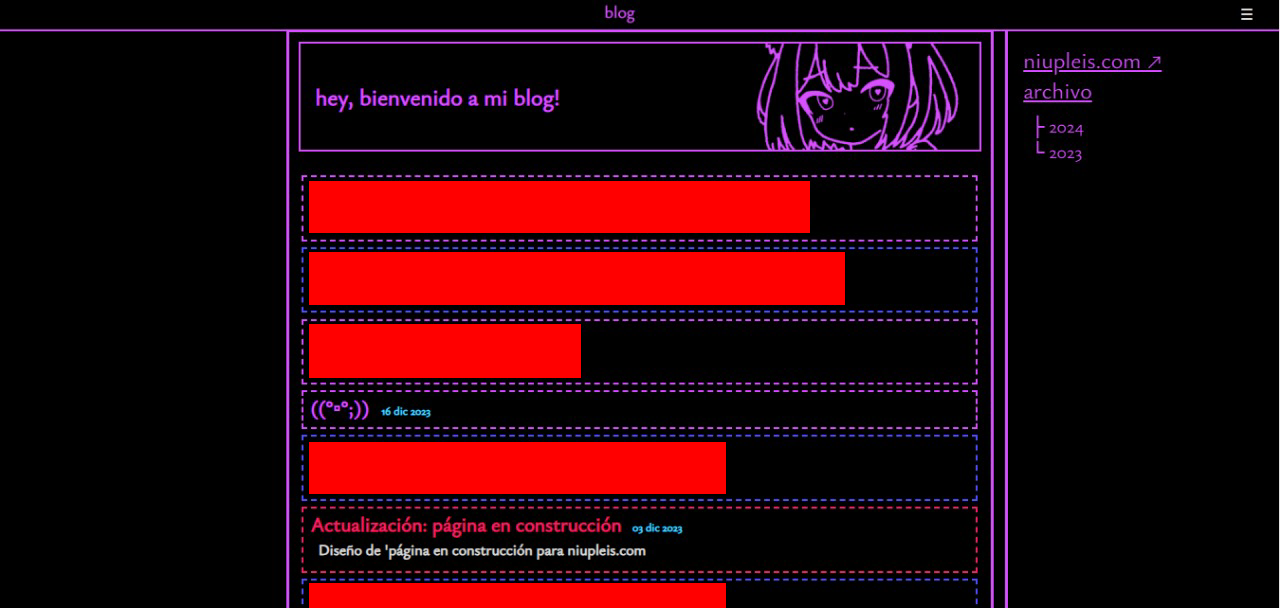 blog
☰
hey, bienvenido a mi blog!
niupleis.com ↗
archivo
├ 2024
└ 2023
((°¤°;)) 16 dic 2023
Actualización: página en construcción 03 dic 2023
Diseño de 'página en construcción para niupleis.com